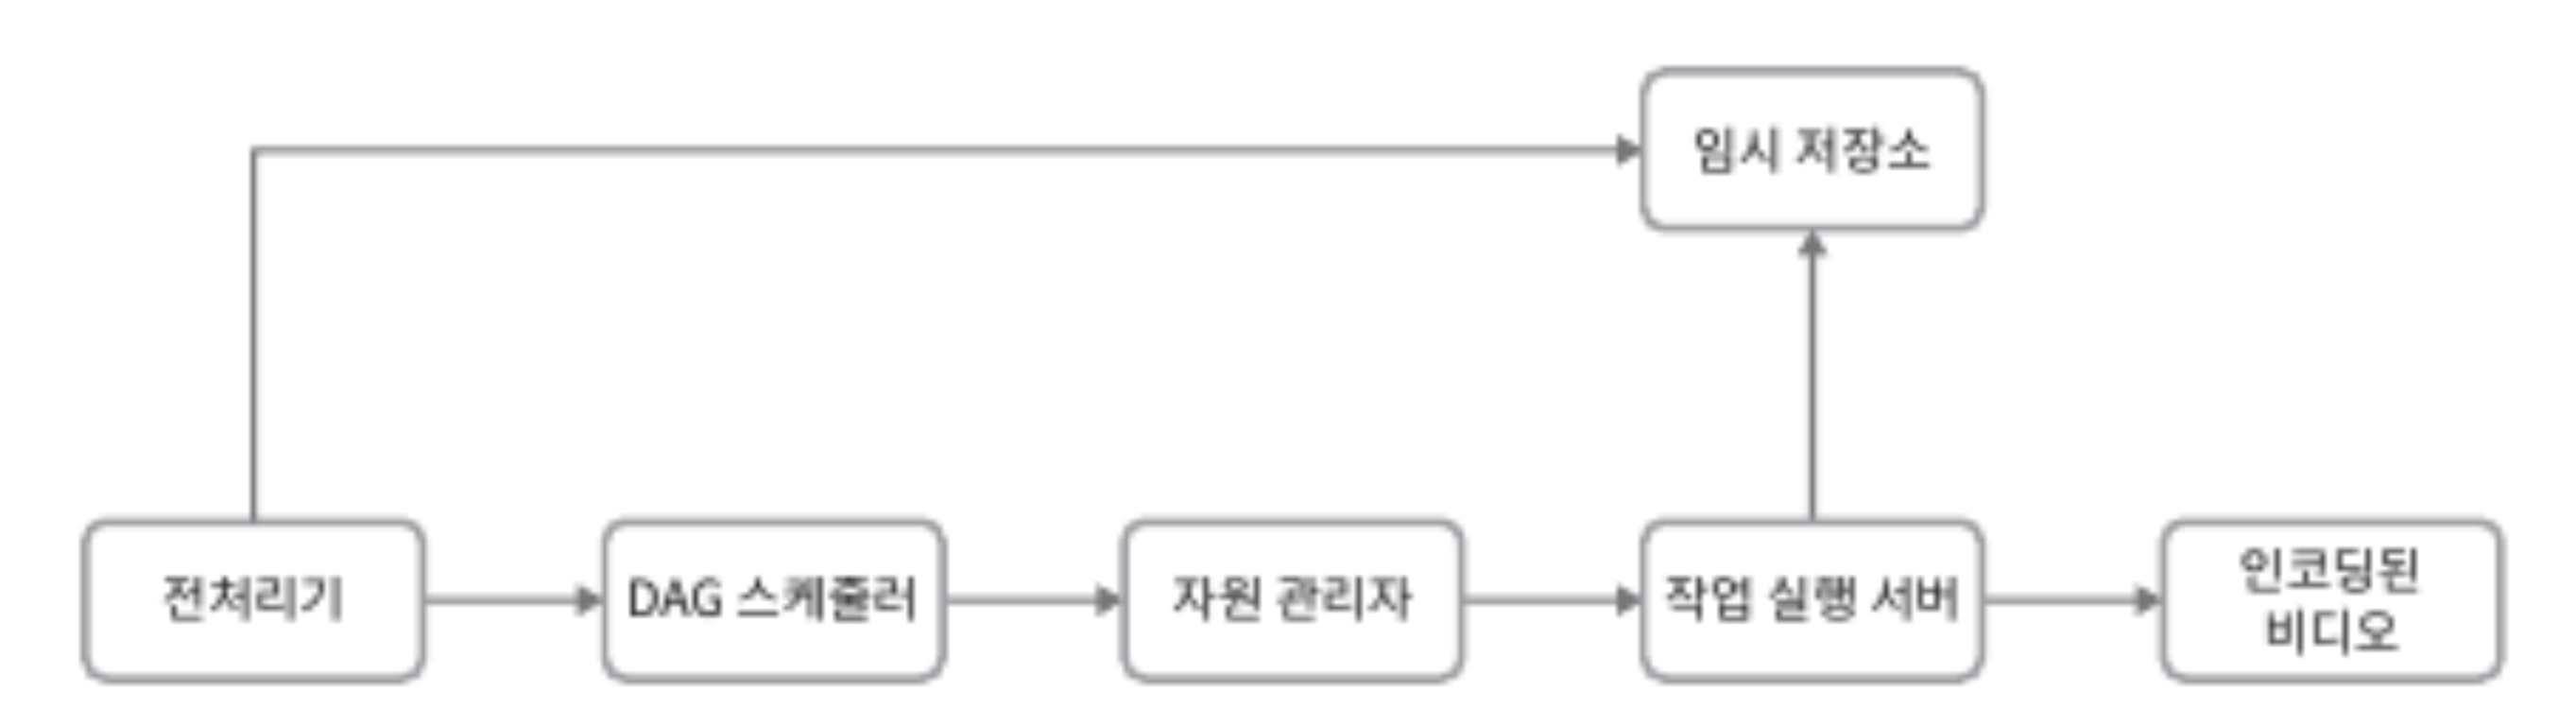 임시 저장소
전처리기
DAG 스케줄러
자원 관리자
작업 실행 서버
인코딩된
비디오